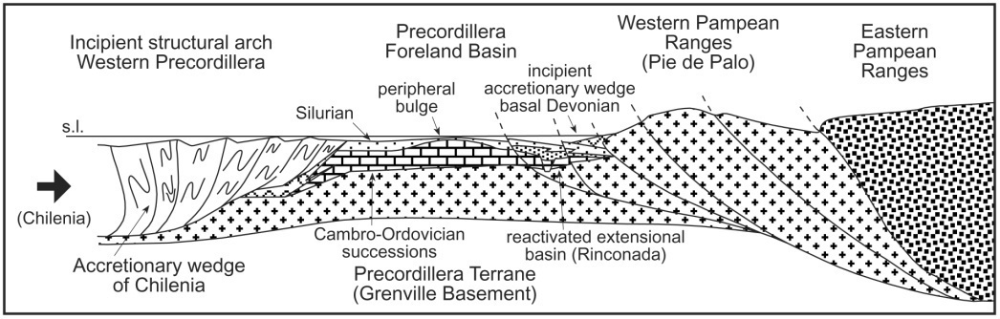 Incipient structural arch
Western Precordillera
Precordillera
Foreland Basin
Western Pampean
Ranges
(Pie de Palo)
Eastern
Pampean
Ranges
incipient
accretionary wedge
basal Devonian
peripheral
bulge
Silurian
s.l.
(Chilenia)
Accretionary wedge
of Chilenia
Cambro-Ordovician
successions
reactivated extensional
basin (Rinconada)
Precordillera Terrane
(Grenville Basement)